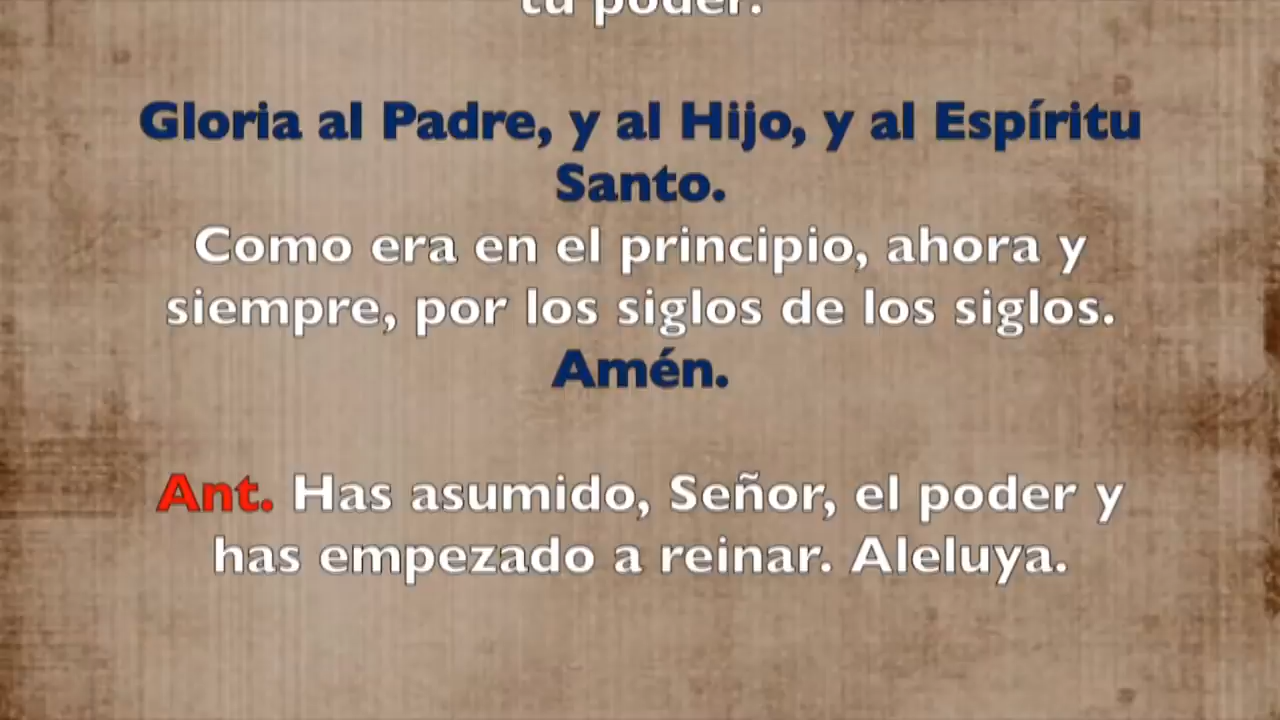 tu poder.
Gloria al Padre, y al Hijo, y al Espíritu
Santo.
Como era en el principio, ahora y
siempre, por los siglos de los siglos.
Amén.
Ant. Has asumido, Señor, el poder y
has empezado a reinar. Aleluya.